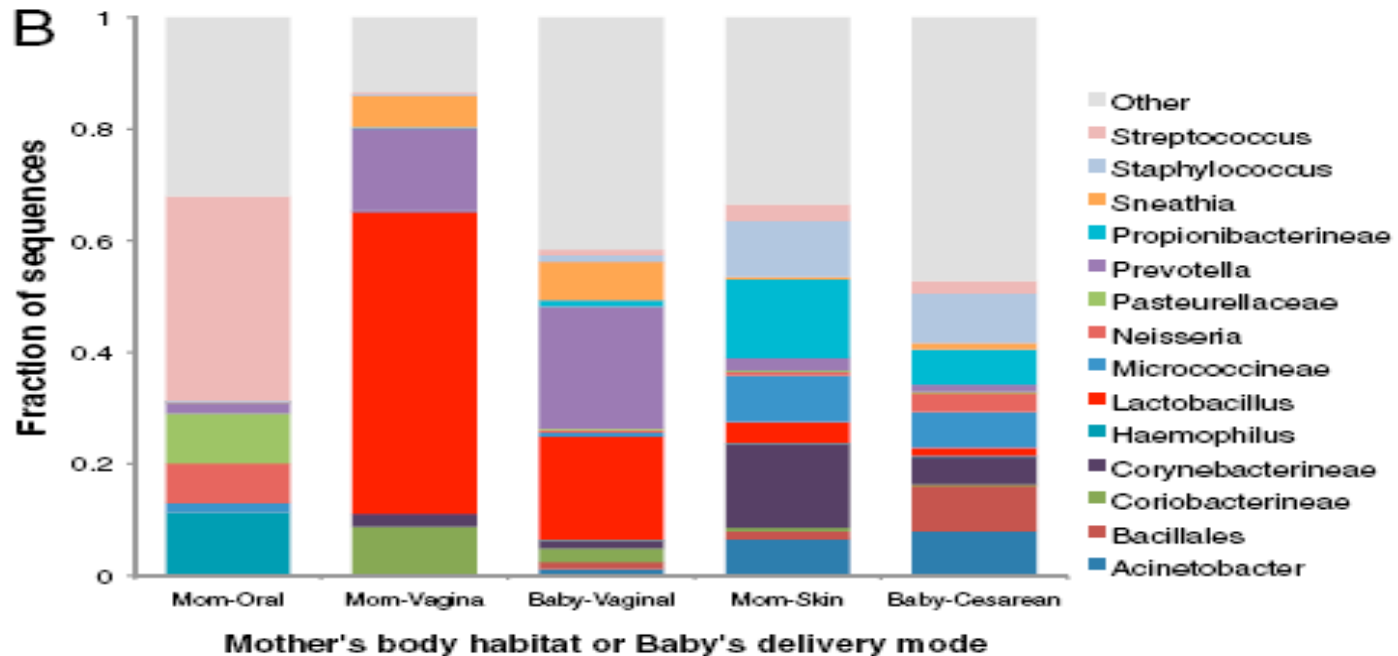 B
Fraction of sequences
1
0.8
0.6
0.4
0.2
0
Mom-Oral
Mom-Vagina
Baby-Vaginal
Mom-Skin
Baby-Cesarean
Mother's body habitat or Baby's delivery mode
Other
Streptococcus
Staphylococcus
Sneathia
Propionibacterineae
Prevotella
Pasteurellaceae
Neisseria
Micrococcineae
Lactobacillus
Haemophilus
Corynebacterineae
Coriobacterineae
Bacillales
Acinetobacter